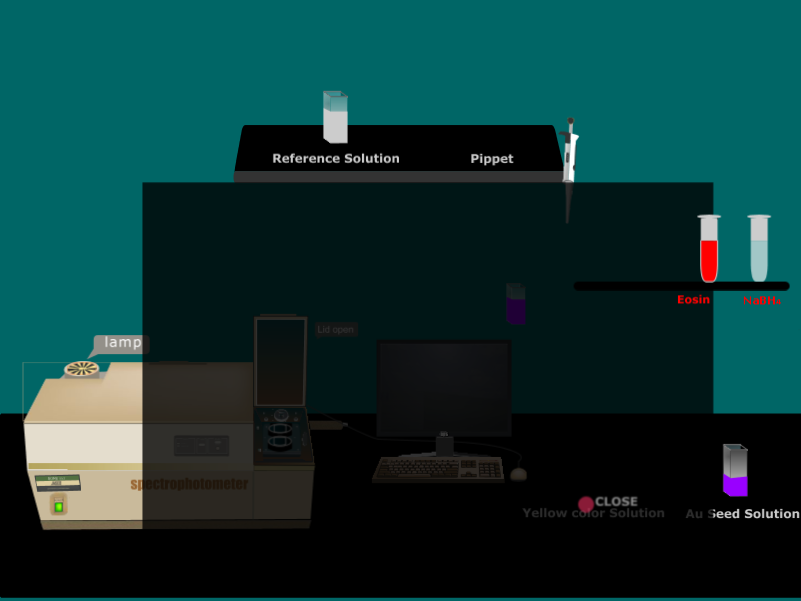 Reference Solution
Pippet
Eosin
NaBH₄
Lid open
lamp
spectrophotometer
CLOSE
Yellow color Solution
Au Seed Solution